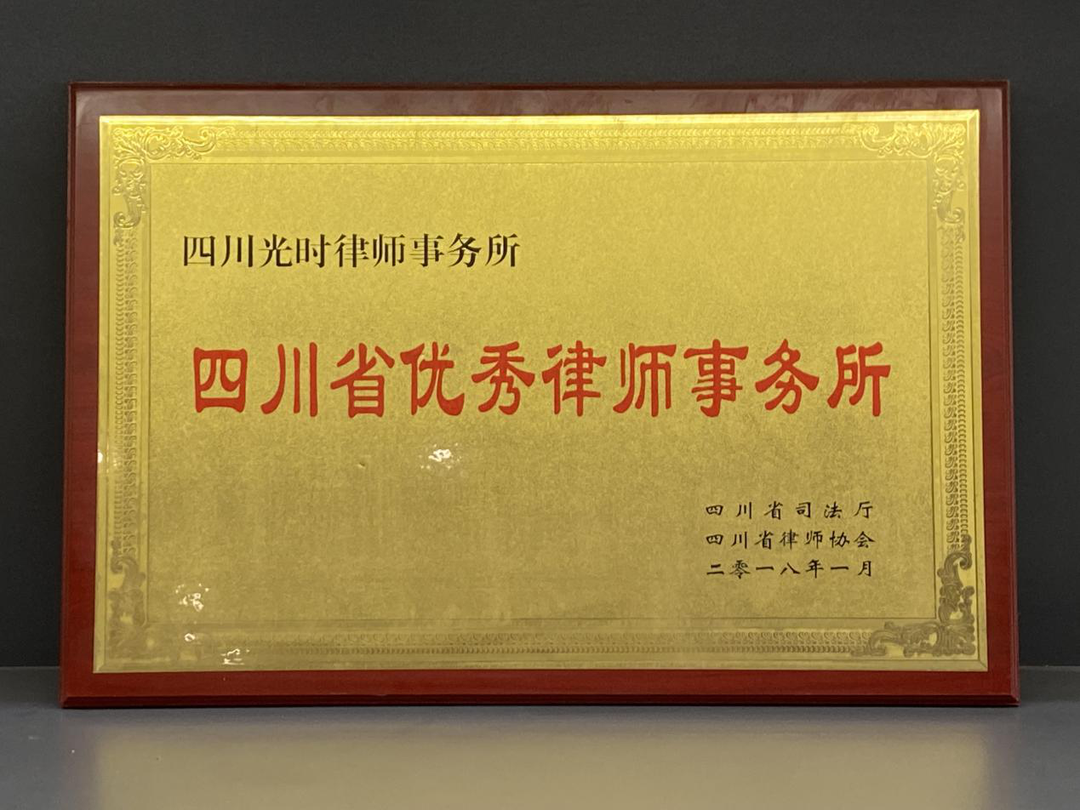 四川光时律师事务所
四川省优秀律师事务所
四川省司法厅
四川省律师协会
二零一八年一月